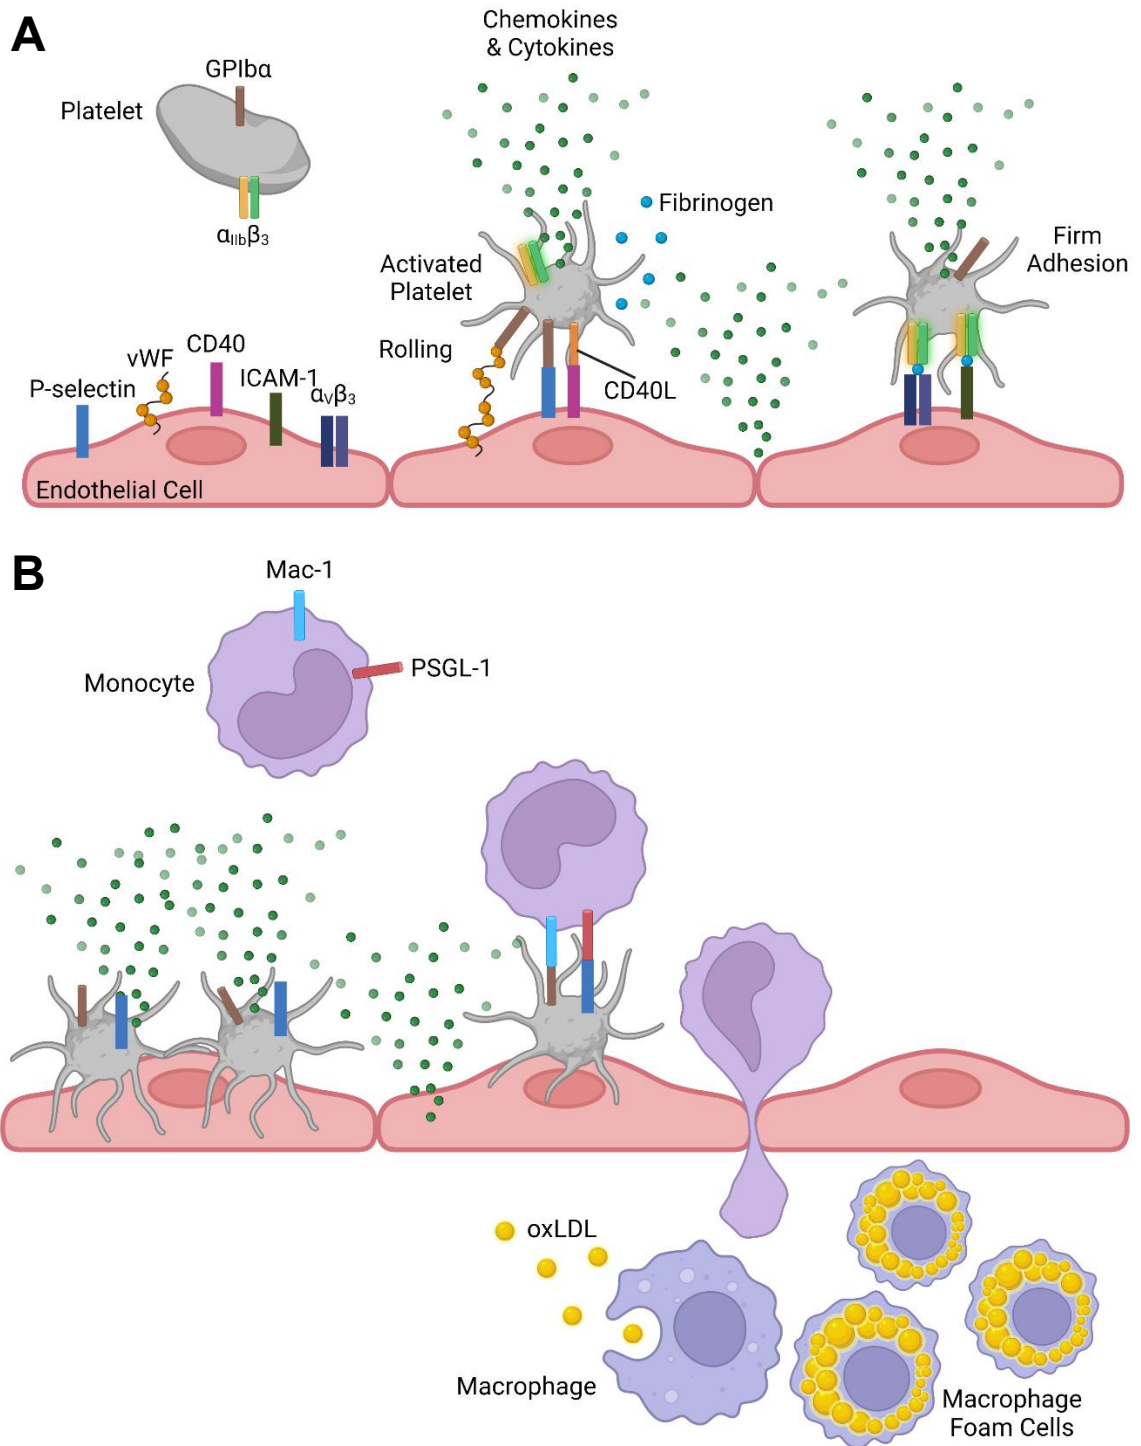 A
Chemokines
& Cytokines
GPIbα
Platelet
αIIbβ3
Fibrinogen
Activated
Platelet
Firm
Adhesion
Rolling
CD40L
vWF
CD40
P-selectin
ICAM-1
αVβ3
Endothelial Cell
B
Mac-1
PSGL-1
Monocyte
oxLDL
Macrophage
Macrophage
Foam Cells